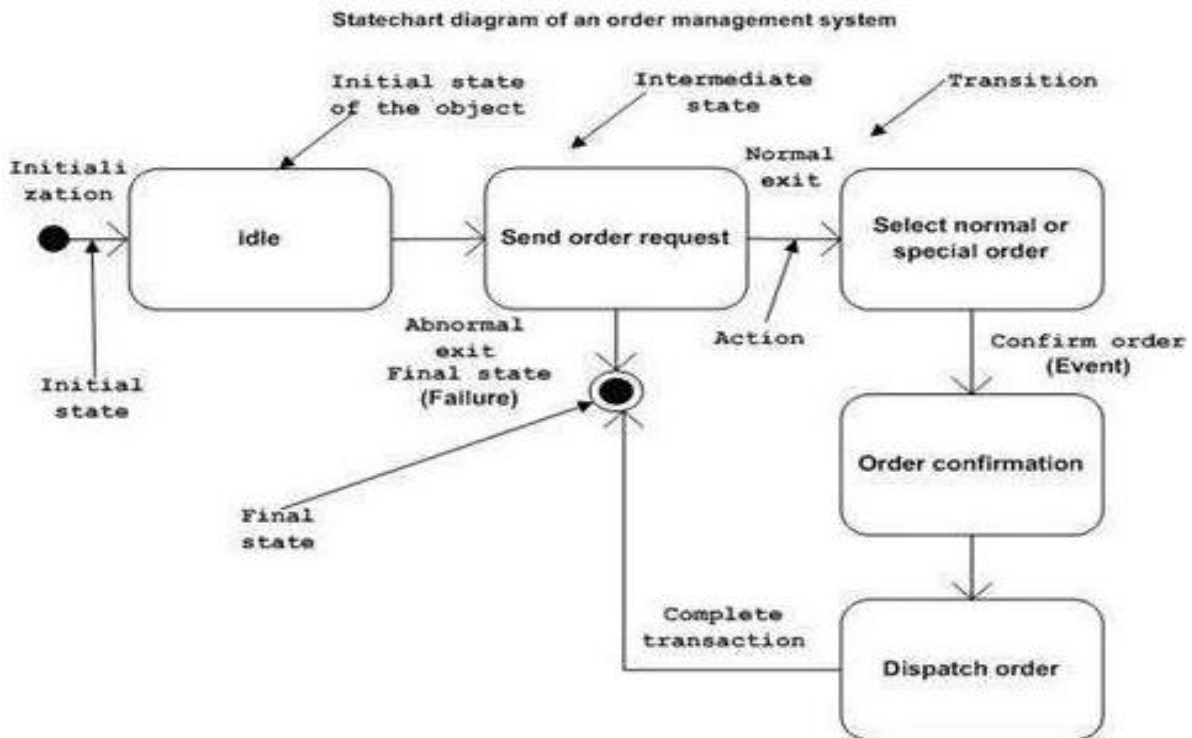 Statechart diagram of an order management system
Initial state
of the object
Intermediate
state
Transition
Initiali
zation
Normal
exit
Idle
Send order request
Select normal or
special order
Abnormal
exit
Final state
(Failure)
Action
Confirm order
(Event)
Initial
state
Order confirmation
Final
state
Complete
transaction
Dispatch order